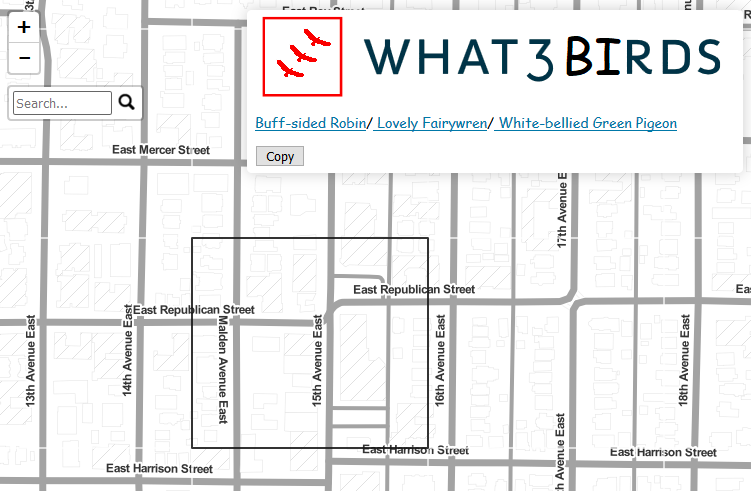 +
−
Search...
WHAT3BIRDS
Buff-sided Robin/ Lovely Fairywren/ White-bellied Green Pigeon
Copy
East Mercer Street
17th Avenue East
East Republican Street
East Republican Street
13th Avenue East
14th Avenue East
Malden Avenue East
15th Avenue East
16th Avenue East
18th Avenue East
East Harrison Street
East Harrison Street
East Harrison Street